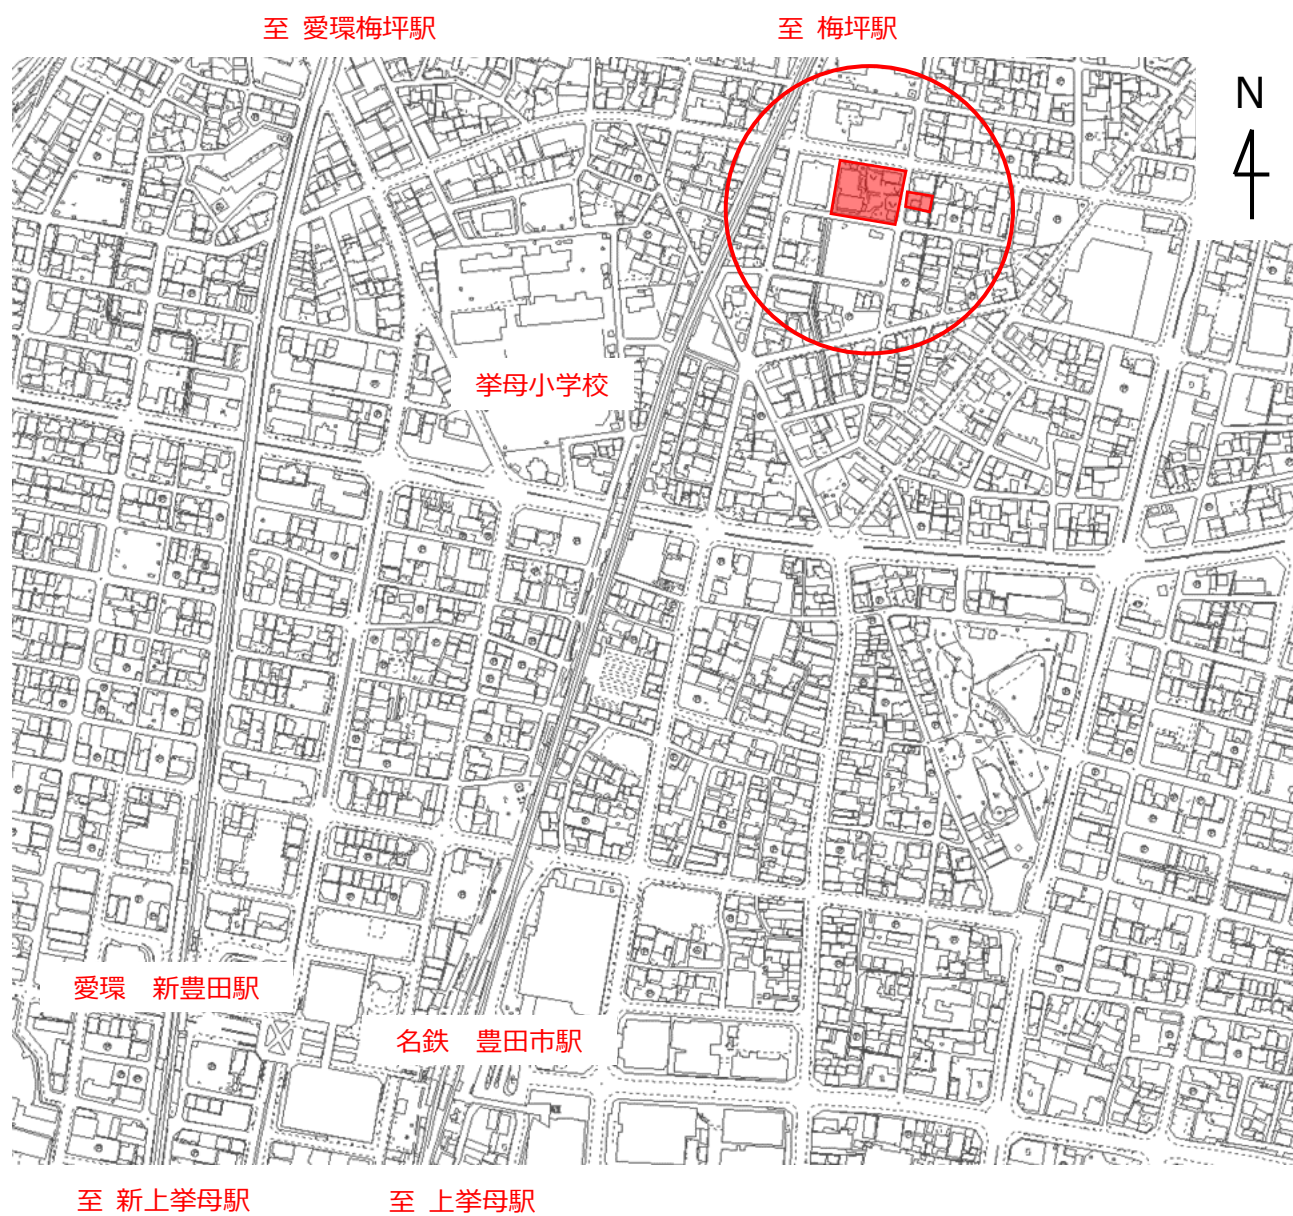 至 愛環梅坪駅
至 梅坪駅
N
挙母小学校
愛環 新豊田駅
名鉄 豊田市駅
至 新上挙母駅
至 上挙母駅